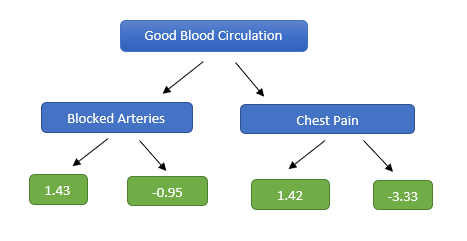 Good Blood Circulation
Blocked Arteries
Chest Pain
1.43
-0.95
1.42
-3.33